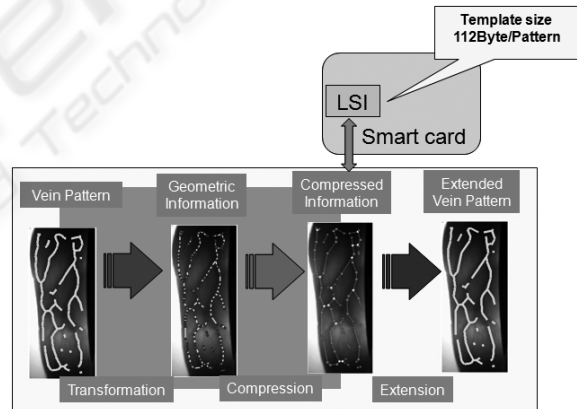 Template size
112Byte/Pattern
LSI
Smart card
Vein Pattern
Geometric
Information
Compressed
Information
Extended
Vein Pattern
Transformation
Compression
Extension
Techno